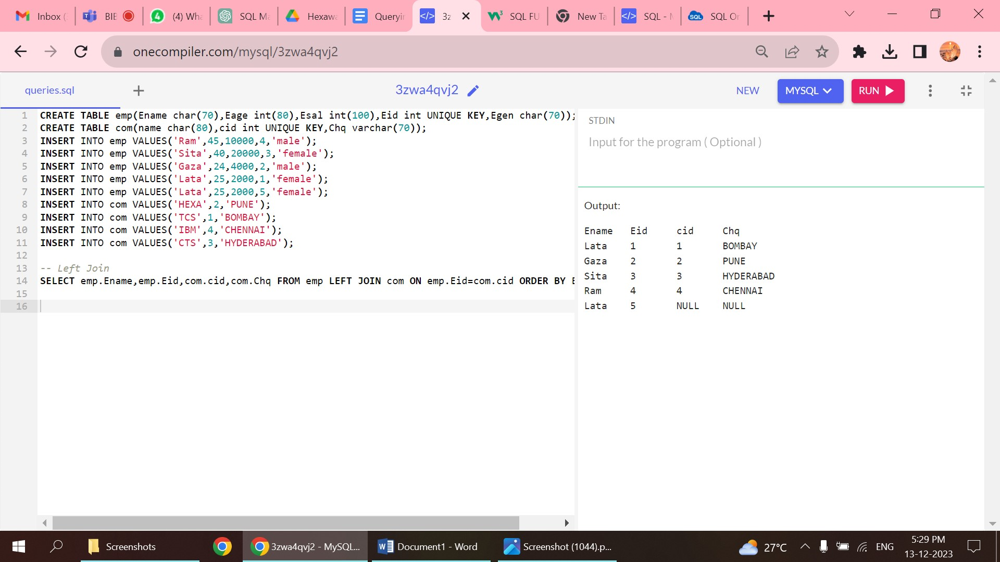 Inbox (
BIE
4
(4) Wha
SQL Ma
Hexawa
Queryin
3z
SQL FU
New Ta
SQL - M
SQL
SQL On
onecompiler.com/mysql/3zwa4qvj2
queries.sql
3zwa4qvj2
NEW
MYSQL
RUN
1 CREATE TABLE emp(Ename char(70),Eage int(80),Esal int(100),Eid int UNIQUE KEY,Egen char(70));
2 CREATE TABLE com(name char(80),cid int UNIQUE KEY,Chq varchar(70));
3 INSERT INTO emp VALUES('Ram',45,10000,4,'male');
4 INSERT INTO emp VALUES('Sita',40,20000,3,'female');
5 INSERT INTO emp VALUES('Gaza',24,4000,2,'male');
6 INSERT INTO emp VALUES('Lata',25,2000,1,'female');
7 INSERT INTO emp VALUES('Lata',25,2000,5,'female');
8 INSERT INTO com VALUES('HEXA',2,'PUNE');
9 INSERT INTO com VALUES('TCS',1,'BOMBAY');
10 INSERT INTO com VALUES('IBM',4,'CHENNAI');
11 INSERT INTO com VALUES('CTS',3,'HYDERABAD');
12
13 -- Left Join
14 SELECT emp.Ename,emp.Eid,com.cid,com.Chq FROM emp LEFT JOIN com ON emp.Eid=com.cid ORDER BY E
15
16
STDIN
Input for the program ( Optional )
Output:
Ename Eid cid Chq
Lata 1 1 BOMBAY
Gaza 2 2 PUNE
Sita 3 3 HYDERABAD
Ram 4 4 CHENNAI
Lata 5 NULL NULL
Screenshots
3zwa4qvj2 - MySQL...
Document1 - Word
Screenshot (1044).p...
27°C
ENG
5:29 PM
13-12-2023